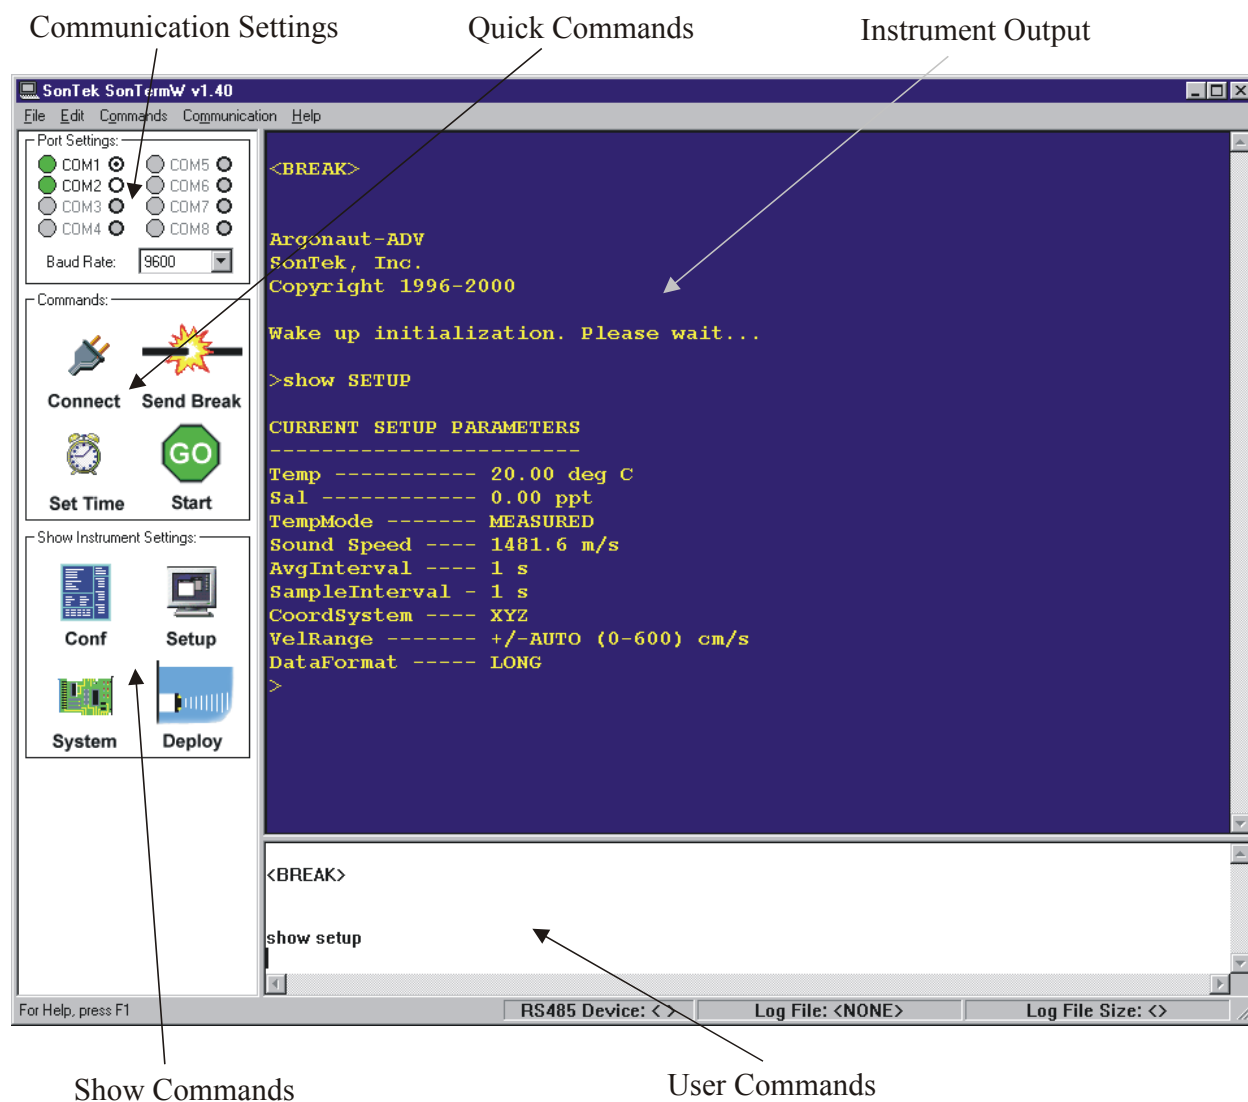 Communication Settings
Quick Commands
Instrument Output
SonTek SonTermW v1.40
File Edit Commands Communication Help
Port Settings:
COM1 COM5
COM2 COM6
COM3 COM7
COM4 COM8
Baud Rate: 9600
Commands:
Connect Send Break
GO
Set Time Start
Show Instrument Settings:
Conf Setup
System Deploy
<BREAK>
Argonaut-ADV
SonTek, Inc.
Copyright 1996-2000
Wake up initialization. Please wait...
>show SETUP
CURRENT SETUP PARAMETERS
------------------------
Temp ----------- 20.00 deg C
Sal ------------ 0.00 ppt
TempMode ------- MEASURED
Sound Speed ---- 1481.6 m/s
AvgInterval ---- 1 s
SampleInterval - 1 s
CoordSystem ---- XYZ
VelRange ------- +/-AUTO (0-600) cm/s
DataFormat ----- LONG
>
<BREAK>
show setup
For Help, press F1
RS485 Device: < >
Log File: <NONE>
Log File Size: <>
Show Commands
User Commands